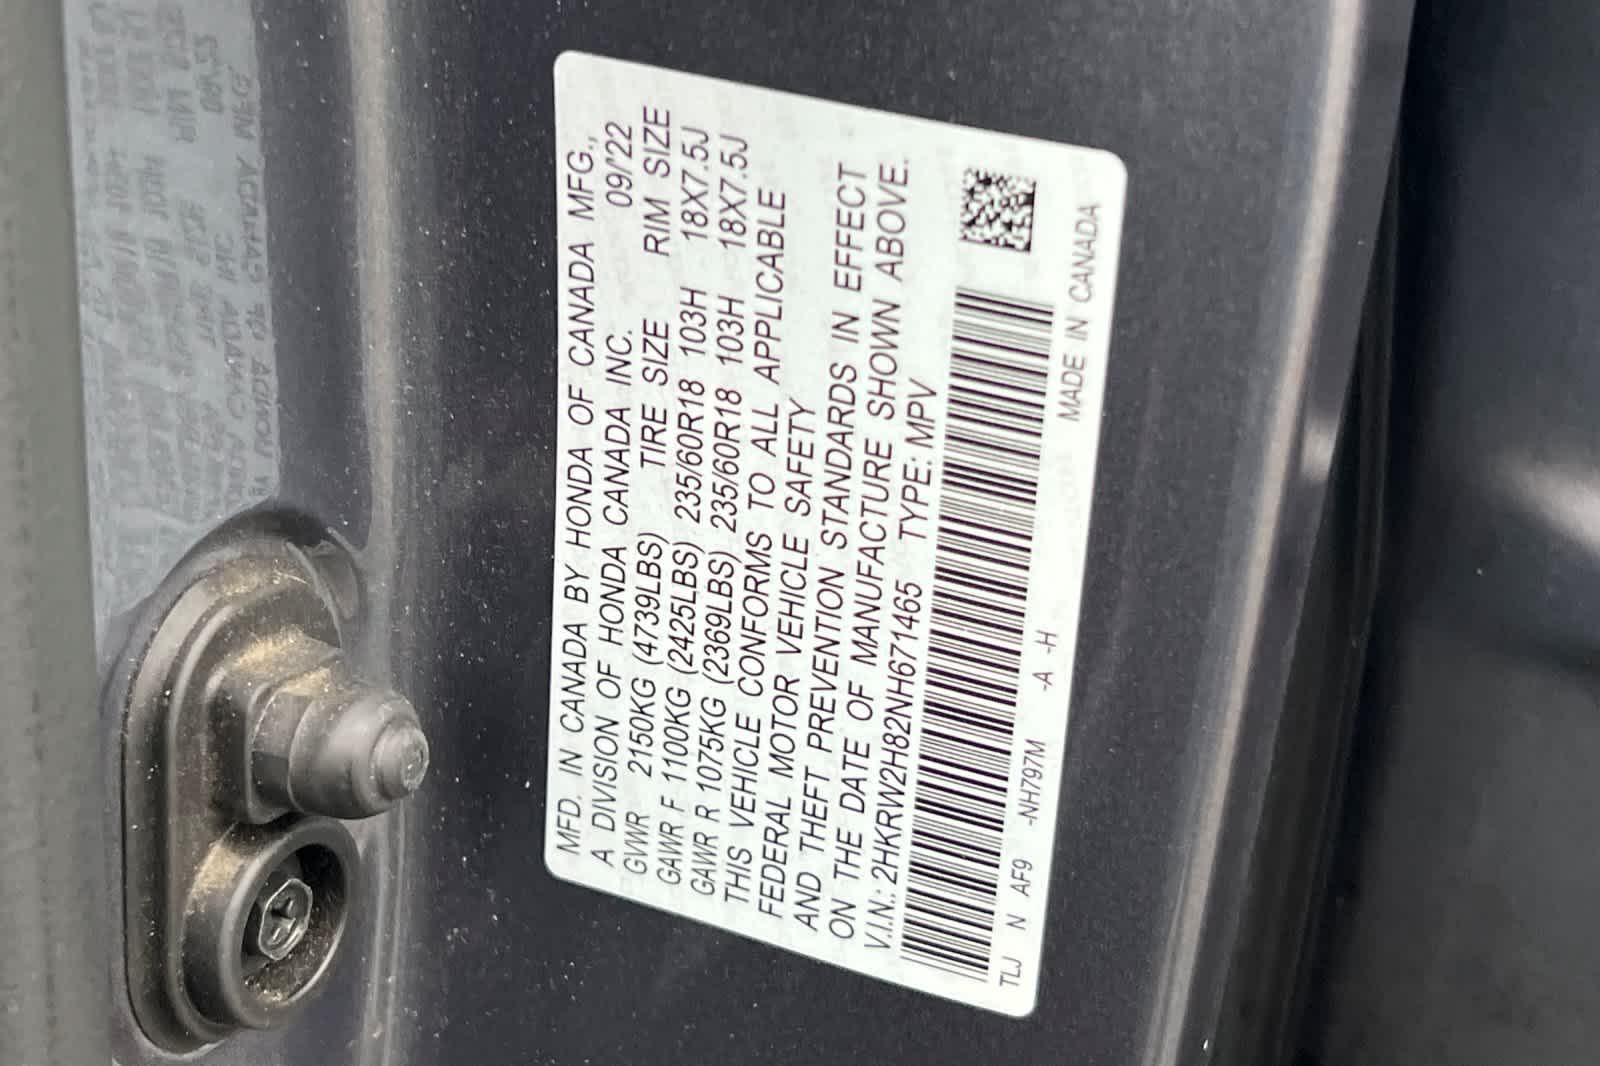 MFD. IN CANADA BY HONDA OF CANADA MFG.,
A DIVISION OF HONDA CANADA INC. 09/'22
GVWR 2150KG (4739LBS) TIRE SIZE RIM SIZE
GAWR F 1100KG (2425LBS) 235/60R18 103H 18X7.5J
GAWR R 1075KG (2369LBS) 235/60R18 103H 18X7.5J
THIS VEHICLE CONFORMS TO ALL APPLICABLE
FEDERAL MOTOR VEHICLE SAFETY
AND THEFT PREVENTION STANDARDS IN EFFECT
ON THE DATE OF MANUFACTURE SHOWN ABOVE.
V.I.N.: 2HKRW2H82NH671465 TYPE: MPV
TLJ N AF9 -NH797M -A -H MADE IN CANADA